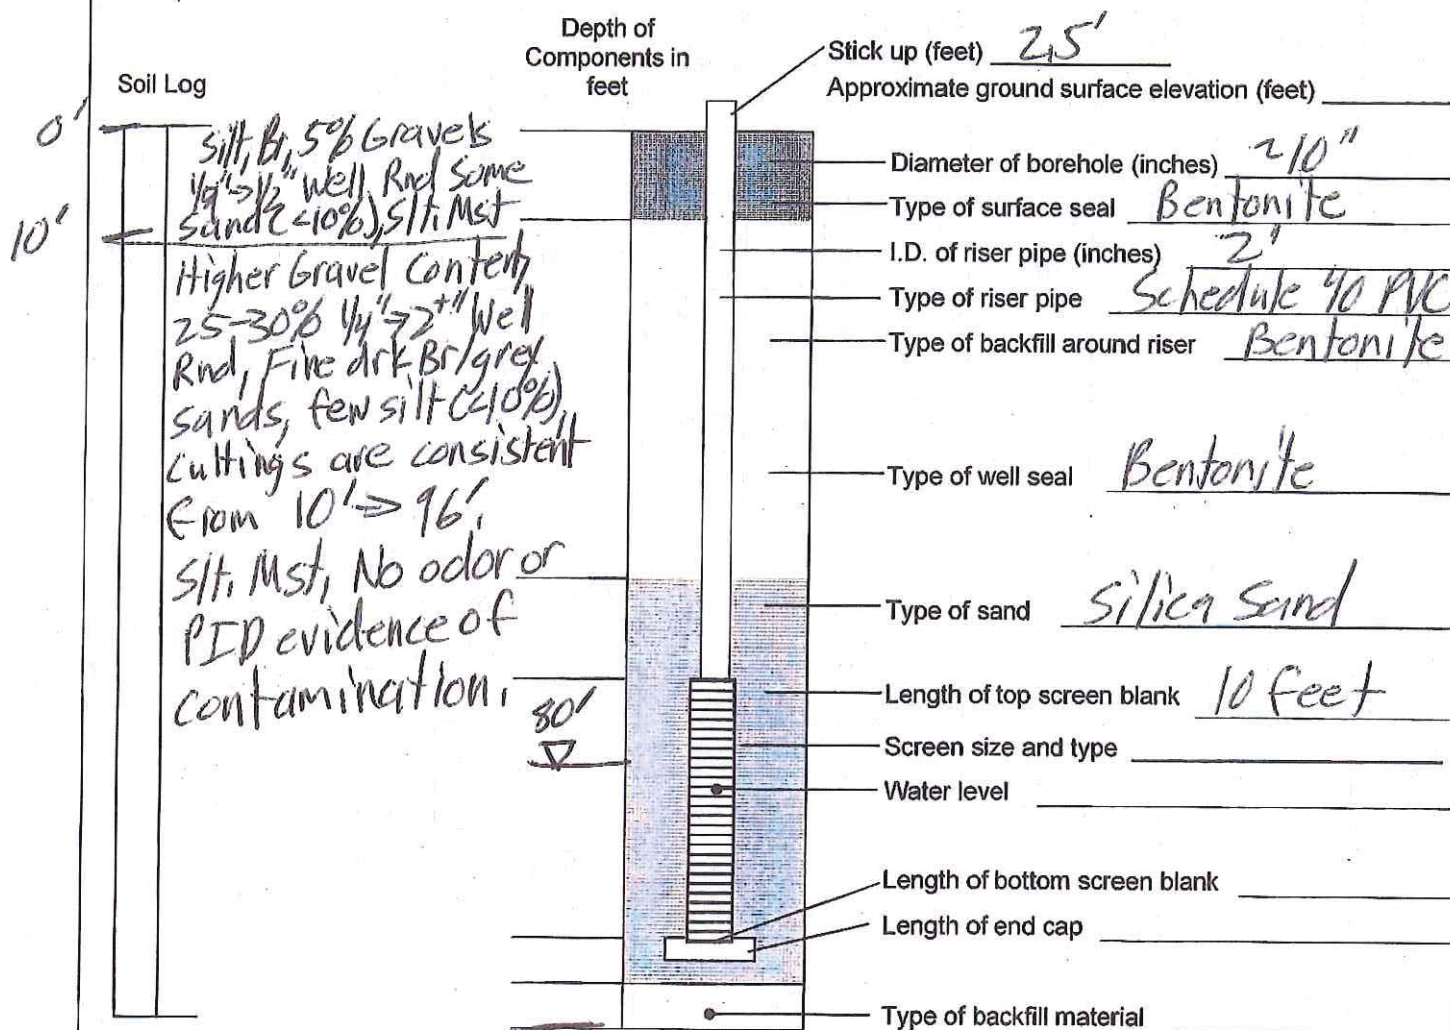 Depth of
Components in
feet
Soil Log
Stick up (feet) 2.5'
Approximate ground surface elevation (feet)
0'
Silt, Br, 5% Gravels
1/4"->1/2" Well Rnd Some
Sand (<10%), Slt. Mst
10'
Higher Gravel Content,
25-30% 1/4"->2+" Well
Rnd, Fine drk Br/grey
sands, few silt (<10%),
Cuttings are consistent
from 10' => 96'.
Slt. Mst, No odor or
PID evidence of
contamination.
80'
Diameter of borehole (inches) ~10"
Type of surface seal Bentonite
I.D. of riser pipe (inches) 2'
Type of riser pipe Schedule 40 PVC
Type of backfill around riser Bentonite
Type of well seal Bentonite
Type of sand Silica Sand
Length of top screen blank 10 feet
Screen size and type
Water level
Length of bottom screen blank
Length of end cap
Type of backfill material